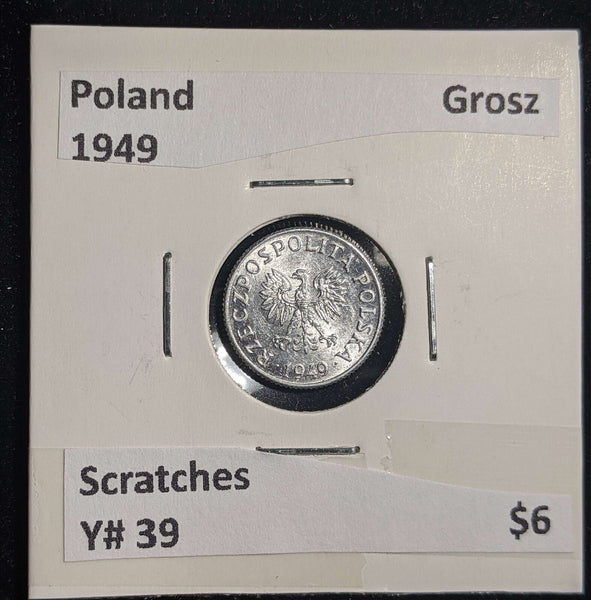 Poland Grosz
1949
RZECZPOSPOLITA POLSKA
1949
Scratches
Y# 39 $6